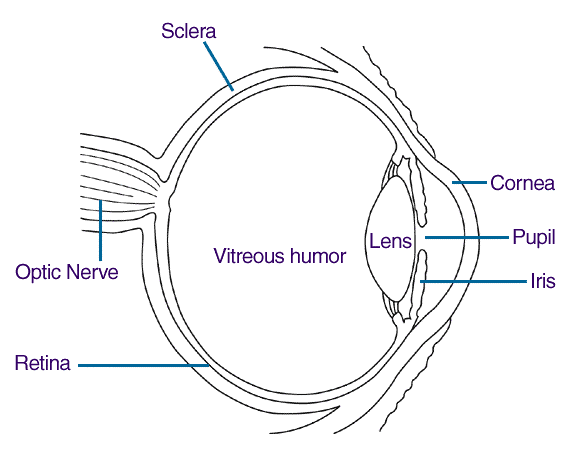 Sclera
Cornea
Pupil
Lens
Vitreous humor
Optic Nerve
Iris
Retina